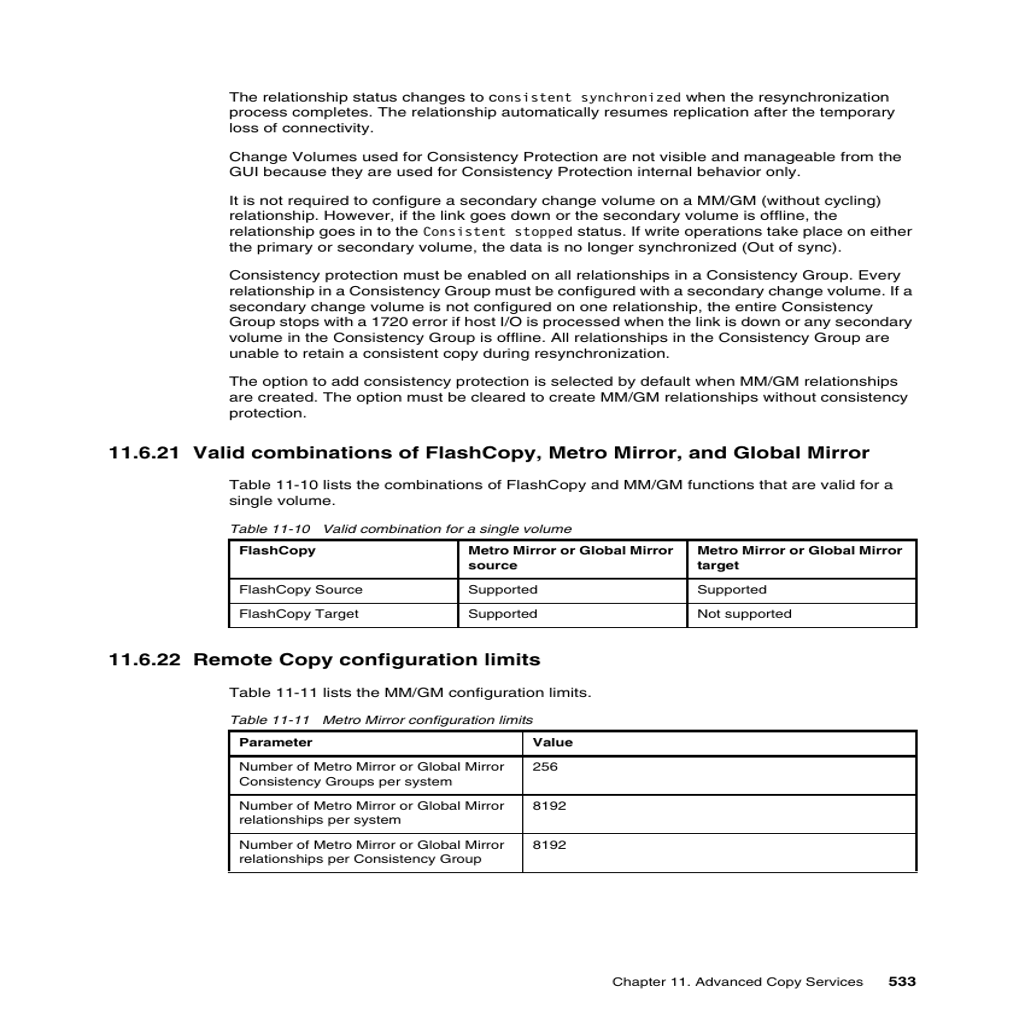 The relationship status changes to consistent synchronized when the resynchronization
process completes. The relationship automatically resumes replication after the temporary
loss of connectivity.
Change Volumes used for Consistency Protection are not visible and manageable from the
GUI because they are used for Consistency Protection internal behavior only.
It is not required to configure a secondary change volume on a MM/GM (without cycling)
relationship. However, if the link goes down or the secondary volume is offline, the
relationship goes in to the Consistent stopped status. If write operations take place on either
the primary or secondary volume, the data is no longer synchronized (Out of sync).
Consistency protection must be enabled on all relationships in a Consistency Group. Every
relationship in a Consistency Group must be configured with a secondary change volume. If a
secondary change volume is not configured on one relationship, the entire Consistency
Group stops with a 1720 error if host I/O is processed when the link is down or any secondary
volume in the Consistency Group is offline. All relationships in the Consistency Group are
unable to retain a consistent copy during resynchronization.
The option to add consistency protection is selected by default when MM/GM relationships
are created. The option must be cleared to create MM/GM relationships without consistency
protection.
11.6.21 Valid combinations of FlashCopy, Metro Mirror, and Global Mirror
Table 11-10 lists the combinations of FlashCopy and MM/GM functions that are valid for a
single volume.
Table 11-10 Valid combination for a single volume
FlashCopy Metro Mirror or Global Mirror Metro Mirror or Global Mirror
source target
FlashCopy Source Supported Supported
FlashCopy Target Supported Not supported
11.6.22 Remote Copy configuration limits
Table 11-11 lists the MM/GM configuration limits.
Table 11-11 Metro Mirror configuration limits
Parameter Value
Number of Metro Mirror or Global Mirror 256
Consistency Groups per system
Number of Metro Mirror or Global Mirror 8192
relationships per system
Number of Metro Mirror or Global Mirror 8192
relationships per Consistency Group
Chapter 11. Advanced Copy Services 533